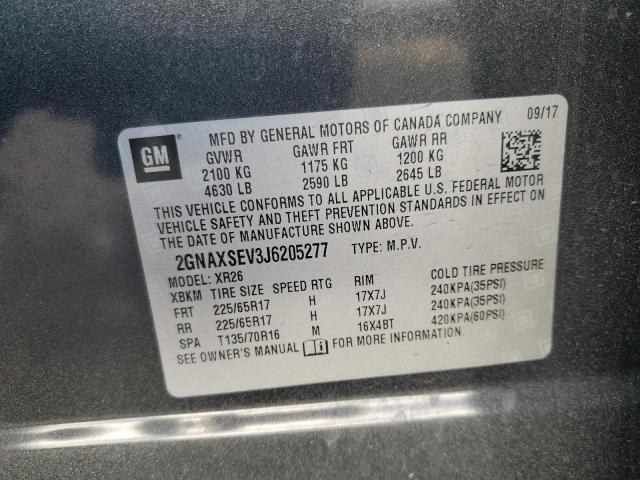 GM
MFD BY GENERAL MOTORS OF CANADA COMPANY 09/17
GVWR GAWR FRT GAWR RR
2100 KG 1175 KG 1200 KG
4630 LB 2590 LB 2645 LB
THIS VEHICLE CONFORMS TO ALL APPLICABLE U.S. FEDERAL MOTOR
VEHICLE SAFETY AND THEFT PREVENTION STANDARDS IN EFFECT ON
THE DATE OF MANUFACTURE SHOWN ABOVE.
2GNAXSEV3J6205277 TYPE: M.P.V.
MODEL: XR26
XBKM TIRE SIZE SPEED RTG RIM COLD TIRE PRESSURE
FRT 225/65R17 H 17X7J 240KPA(35PSI)
RR 225/65R17 H 17X7J 240KPA(35PSI)
SPA T135/70R16 M 16X4BT 420KPA(60PSI)
SEE OWNER'S MANUAL FOR MORE INFORMATION.